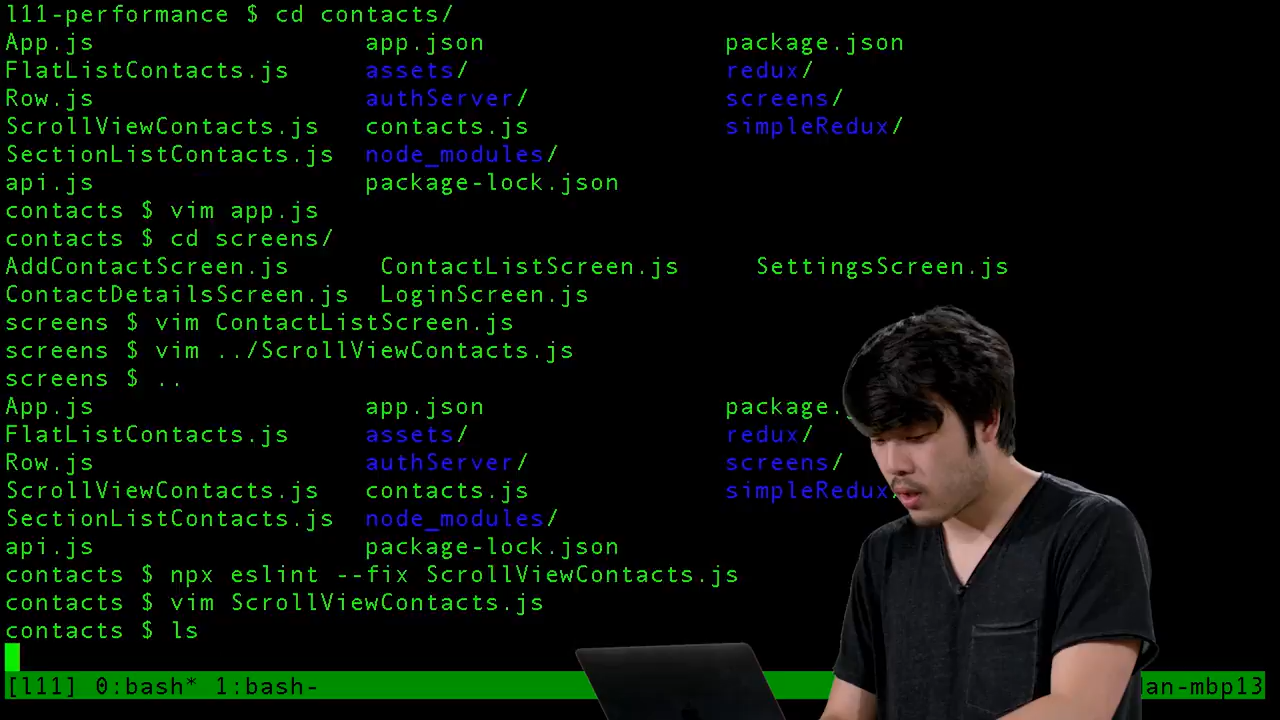 l11-performance $ cd contacts/
App.js app.json package.json
FlatListContacts.js assets/ redux/
Row.js authServer/ screens/
ScrollViewContacts.js contacts.js simpleRedux/
SectionListContacts.js node_modules/
api.js package-lock.json
contacts $ vim app.js
contacts $ cd screens/
AddContactScreen.js ContactListScreen.js SettingsScreen.js
ContactDetailsScreen.js LoginScreen.js
screens $ vim ContactListScreen.js
screens $ vim ../ScrollViewContacts.js
screens $ ..
App.js app.json package.
FlatListContacts.js assets/ redux/
Row.js authServer/ screens/
ScrollViewContacts.js contacts.js simpleRedux
SectionListContacts.js node_modules/
api.js package-lock.json
contacts $ npx eslint --fix ScrollViewContacts.js
contacts $ vim ScrollViewContacts.js
contacts $ ls
[l11] 0:bash* 1:bash- an-mbp13